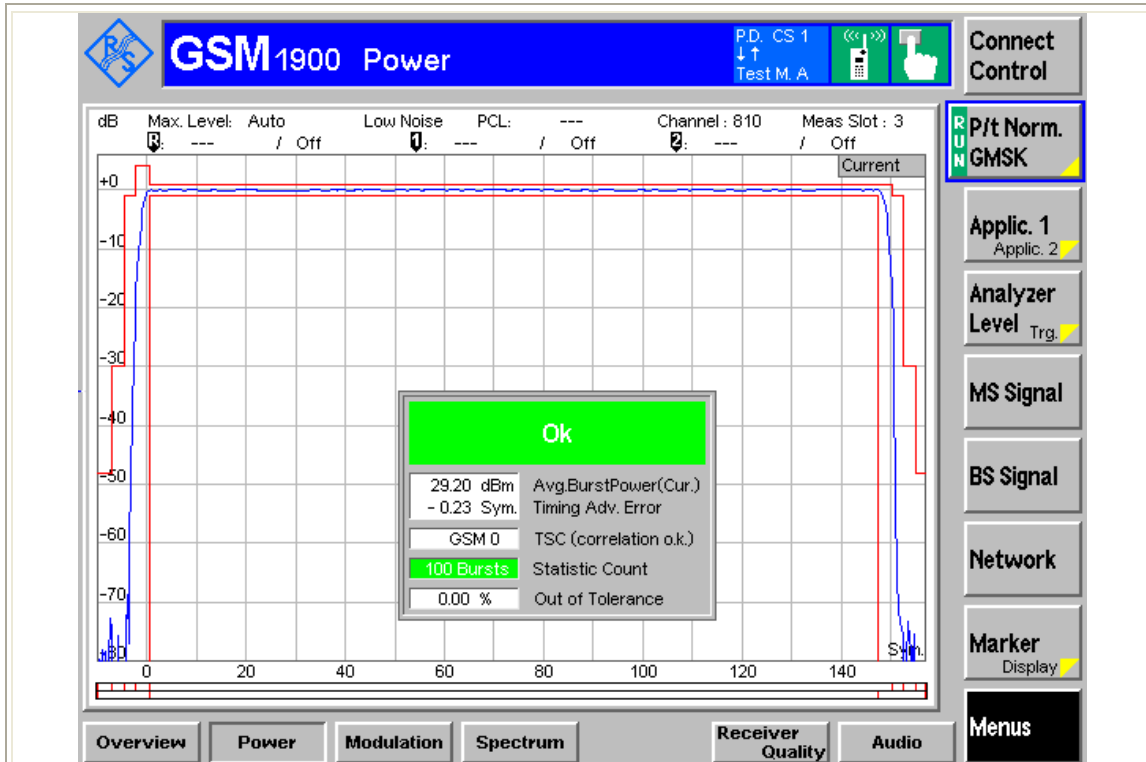 R&S
GSM 1900 Power
P.D. CS 1
Test M. A
Connect Control
dB Max. Level: Auto Low Noise PCL: --- Channel : 810 Meas Slot : 3
R: --- / Off 1: --- / Off 2: --- / Off
Current
RUN
P/t Norm.
GMSK
+0
-10
-20
-30
-40
-50
-60
-70
-80
Applic. 1
Applic. 2
Analyzer
Level Trg.
MS Signal
BS Signal
Network
Marker
Display
Menus
Ok
29.20 dBm Avg.BurstPower(Cur.)
- 0.23 Sym. Timing Adv. Error
GSM 0 TSC (correlation o.k.)
100 Bursts Statistic Count
0.00 % Out of Tolerance
Sym.
0 20 40 60 80 100 120 140
Overview Power Modulation Spectrum Receiver Quality Audio